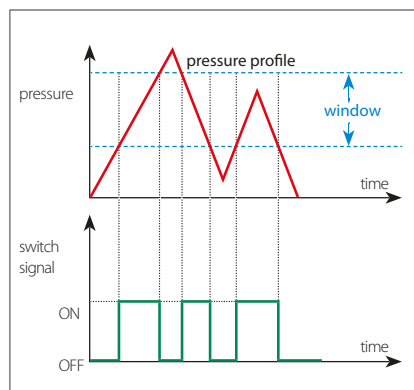 pressure profile
pressure
window
time
switch
signal
ON
time
OFF